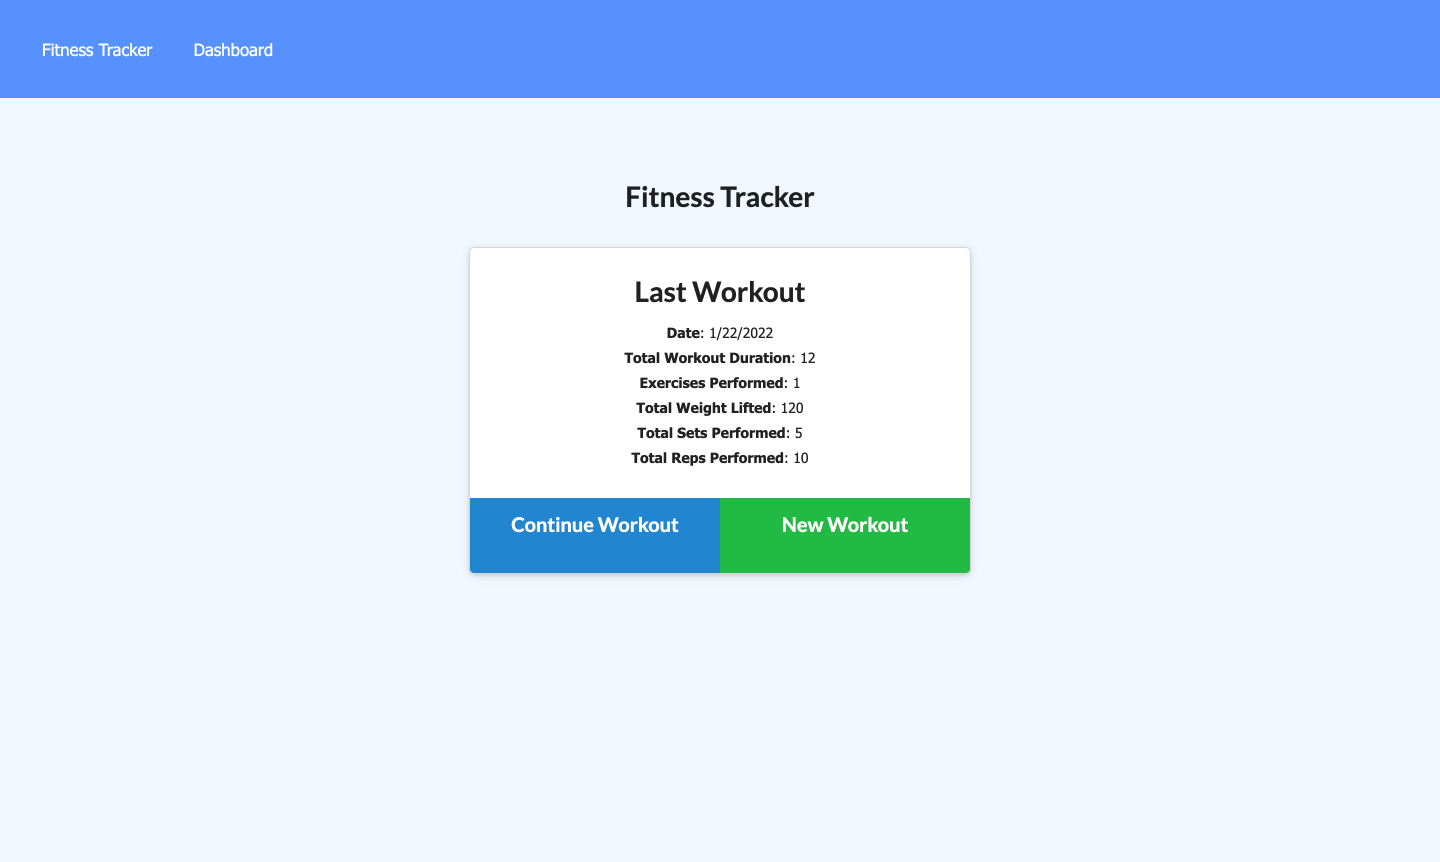 Fitness Tracker Dashboard
Fitness Tracker
Last Workout
Date: 1/22/2022
Total Workout Duration: 12
Exercises Performed: 1
Total Weight Lifted: 120
Total Sets Performed: 5
Total Reps Performed: 10
Continue Workout New Workout